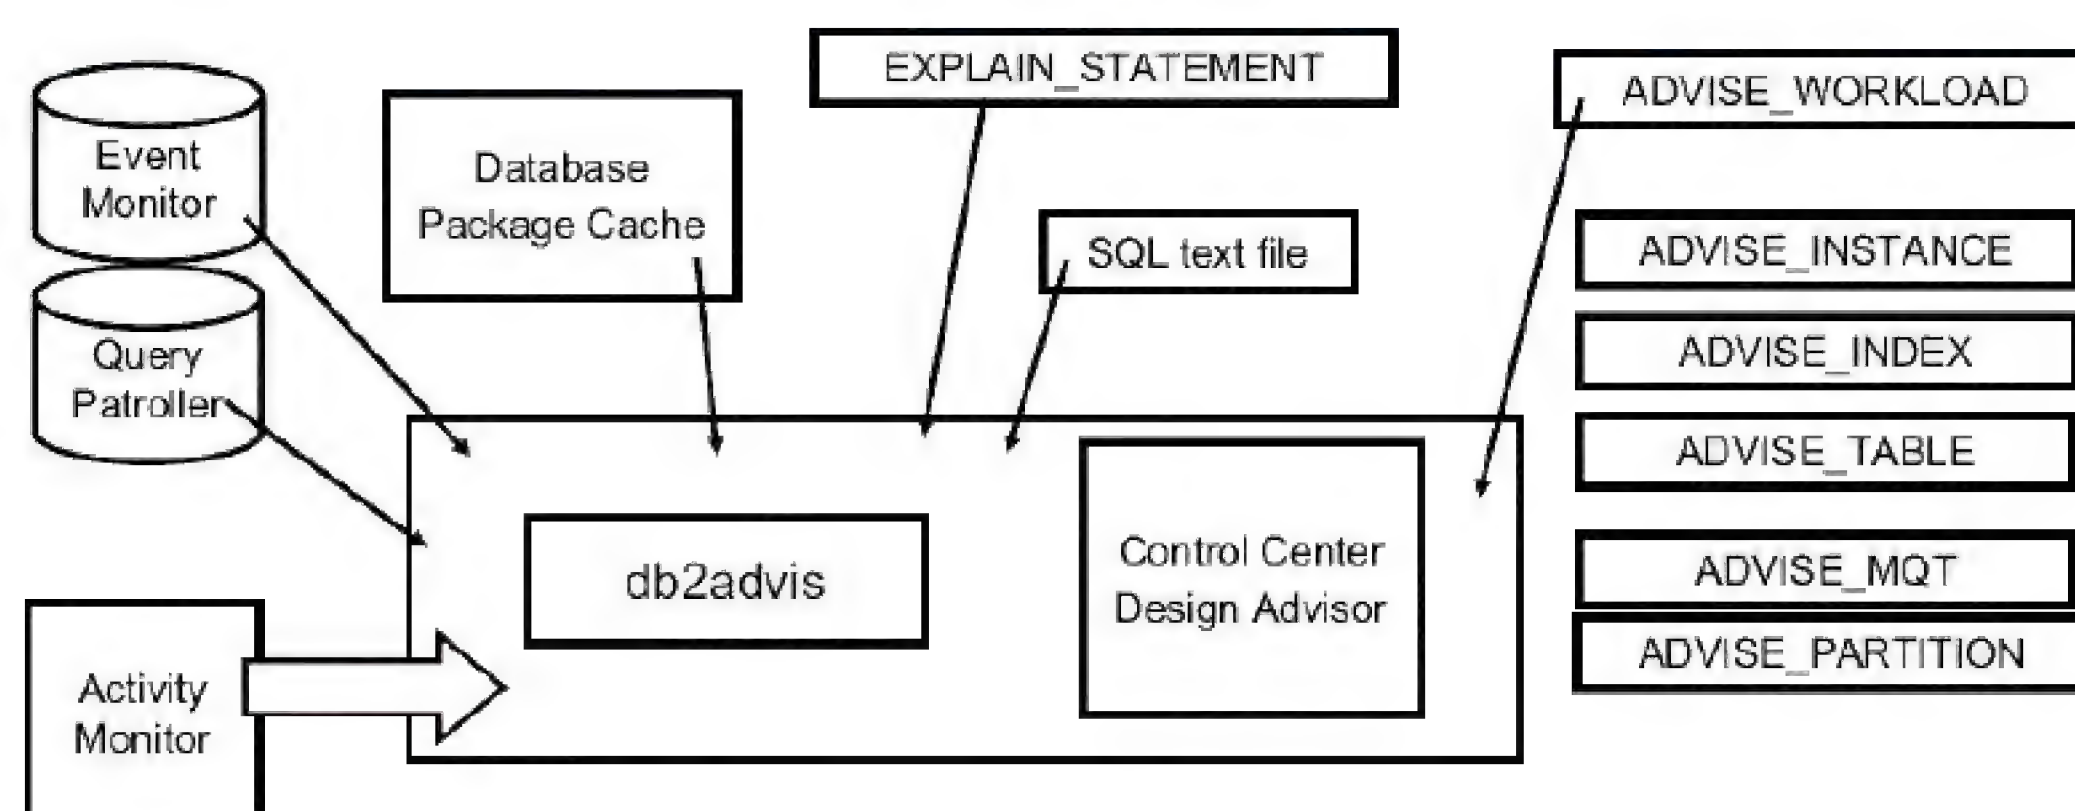 EXPLAIN_STATEMENT
ADVISE_WORKLOAD
Event
Monitor
Database
Package Cache
SQL text file
ADVISE_INSTANCE
Query
Patroller
ADVISE_INDEX
ADVISE_TABLE
db2advis
Control Center
Design Advisor
ADVISE_MQT
ADVISE_PARTITION
Activity
Monitor